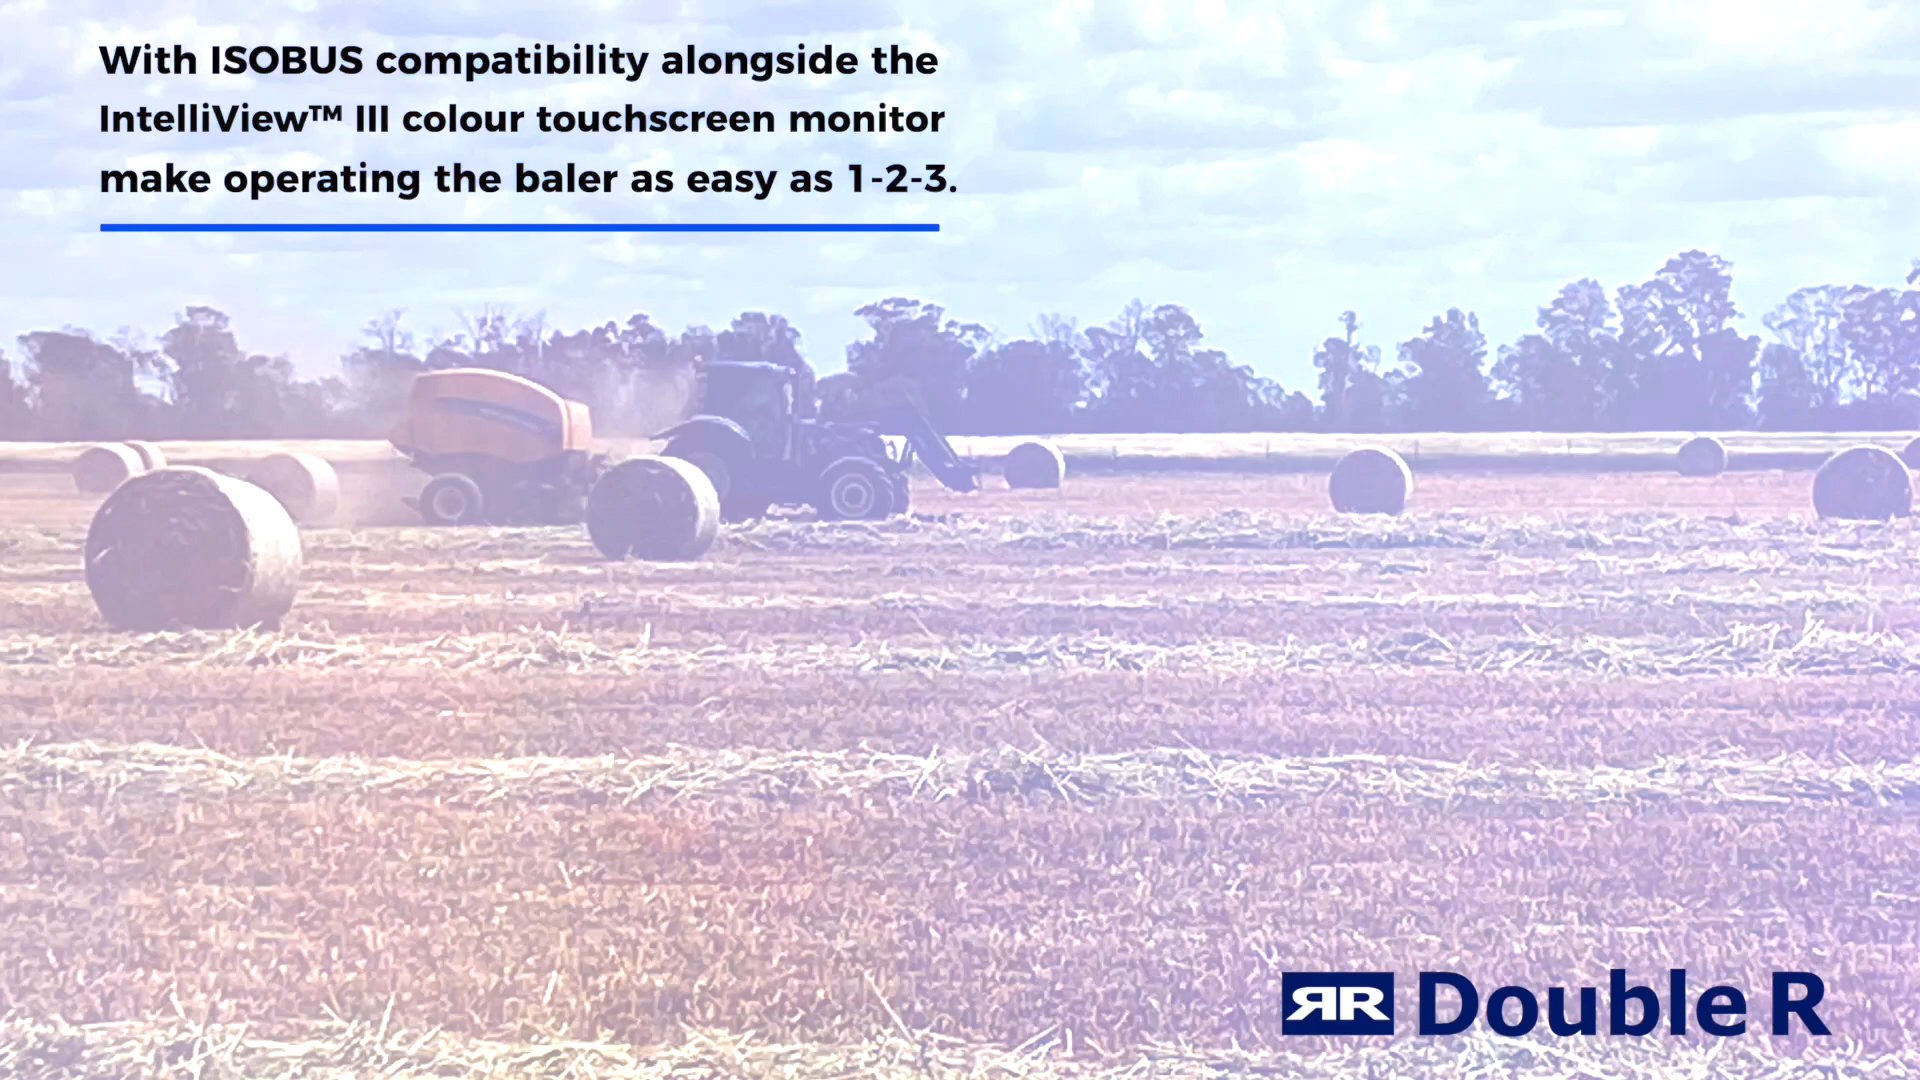 With ISOBUS compatibility alongside the
IntelliView™ III colour touchscreen monitor
make operating the baler as easy as 1-2-3.
RR Double R